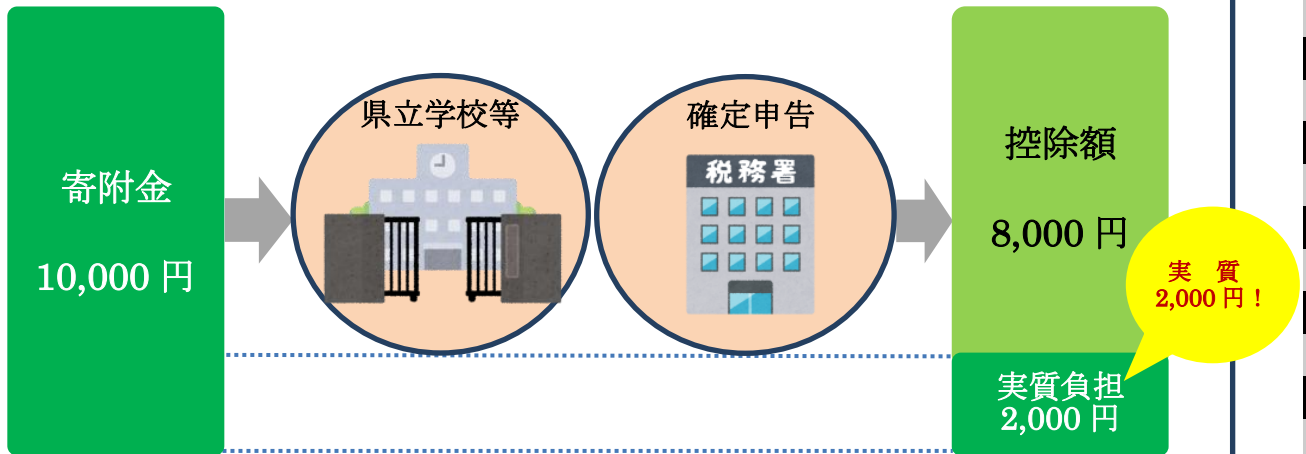 寄附金
10,000 円
県立学校等
確定申告
税務署
控除額
8,000 円
実　質
2,000 円！
実質負担
2,000 円